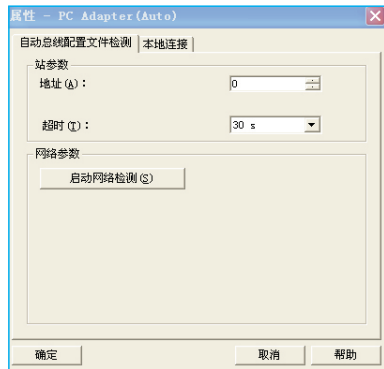 属性 - PC Adapter(Auto)
自动总线配置文件检测 本地连接
站参数
地址(A): 0
超时(T): 30 s
网络参数
启动网络检测(S)
确定 取消 帮助